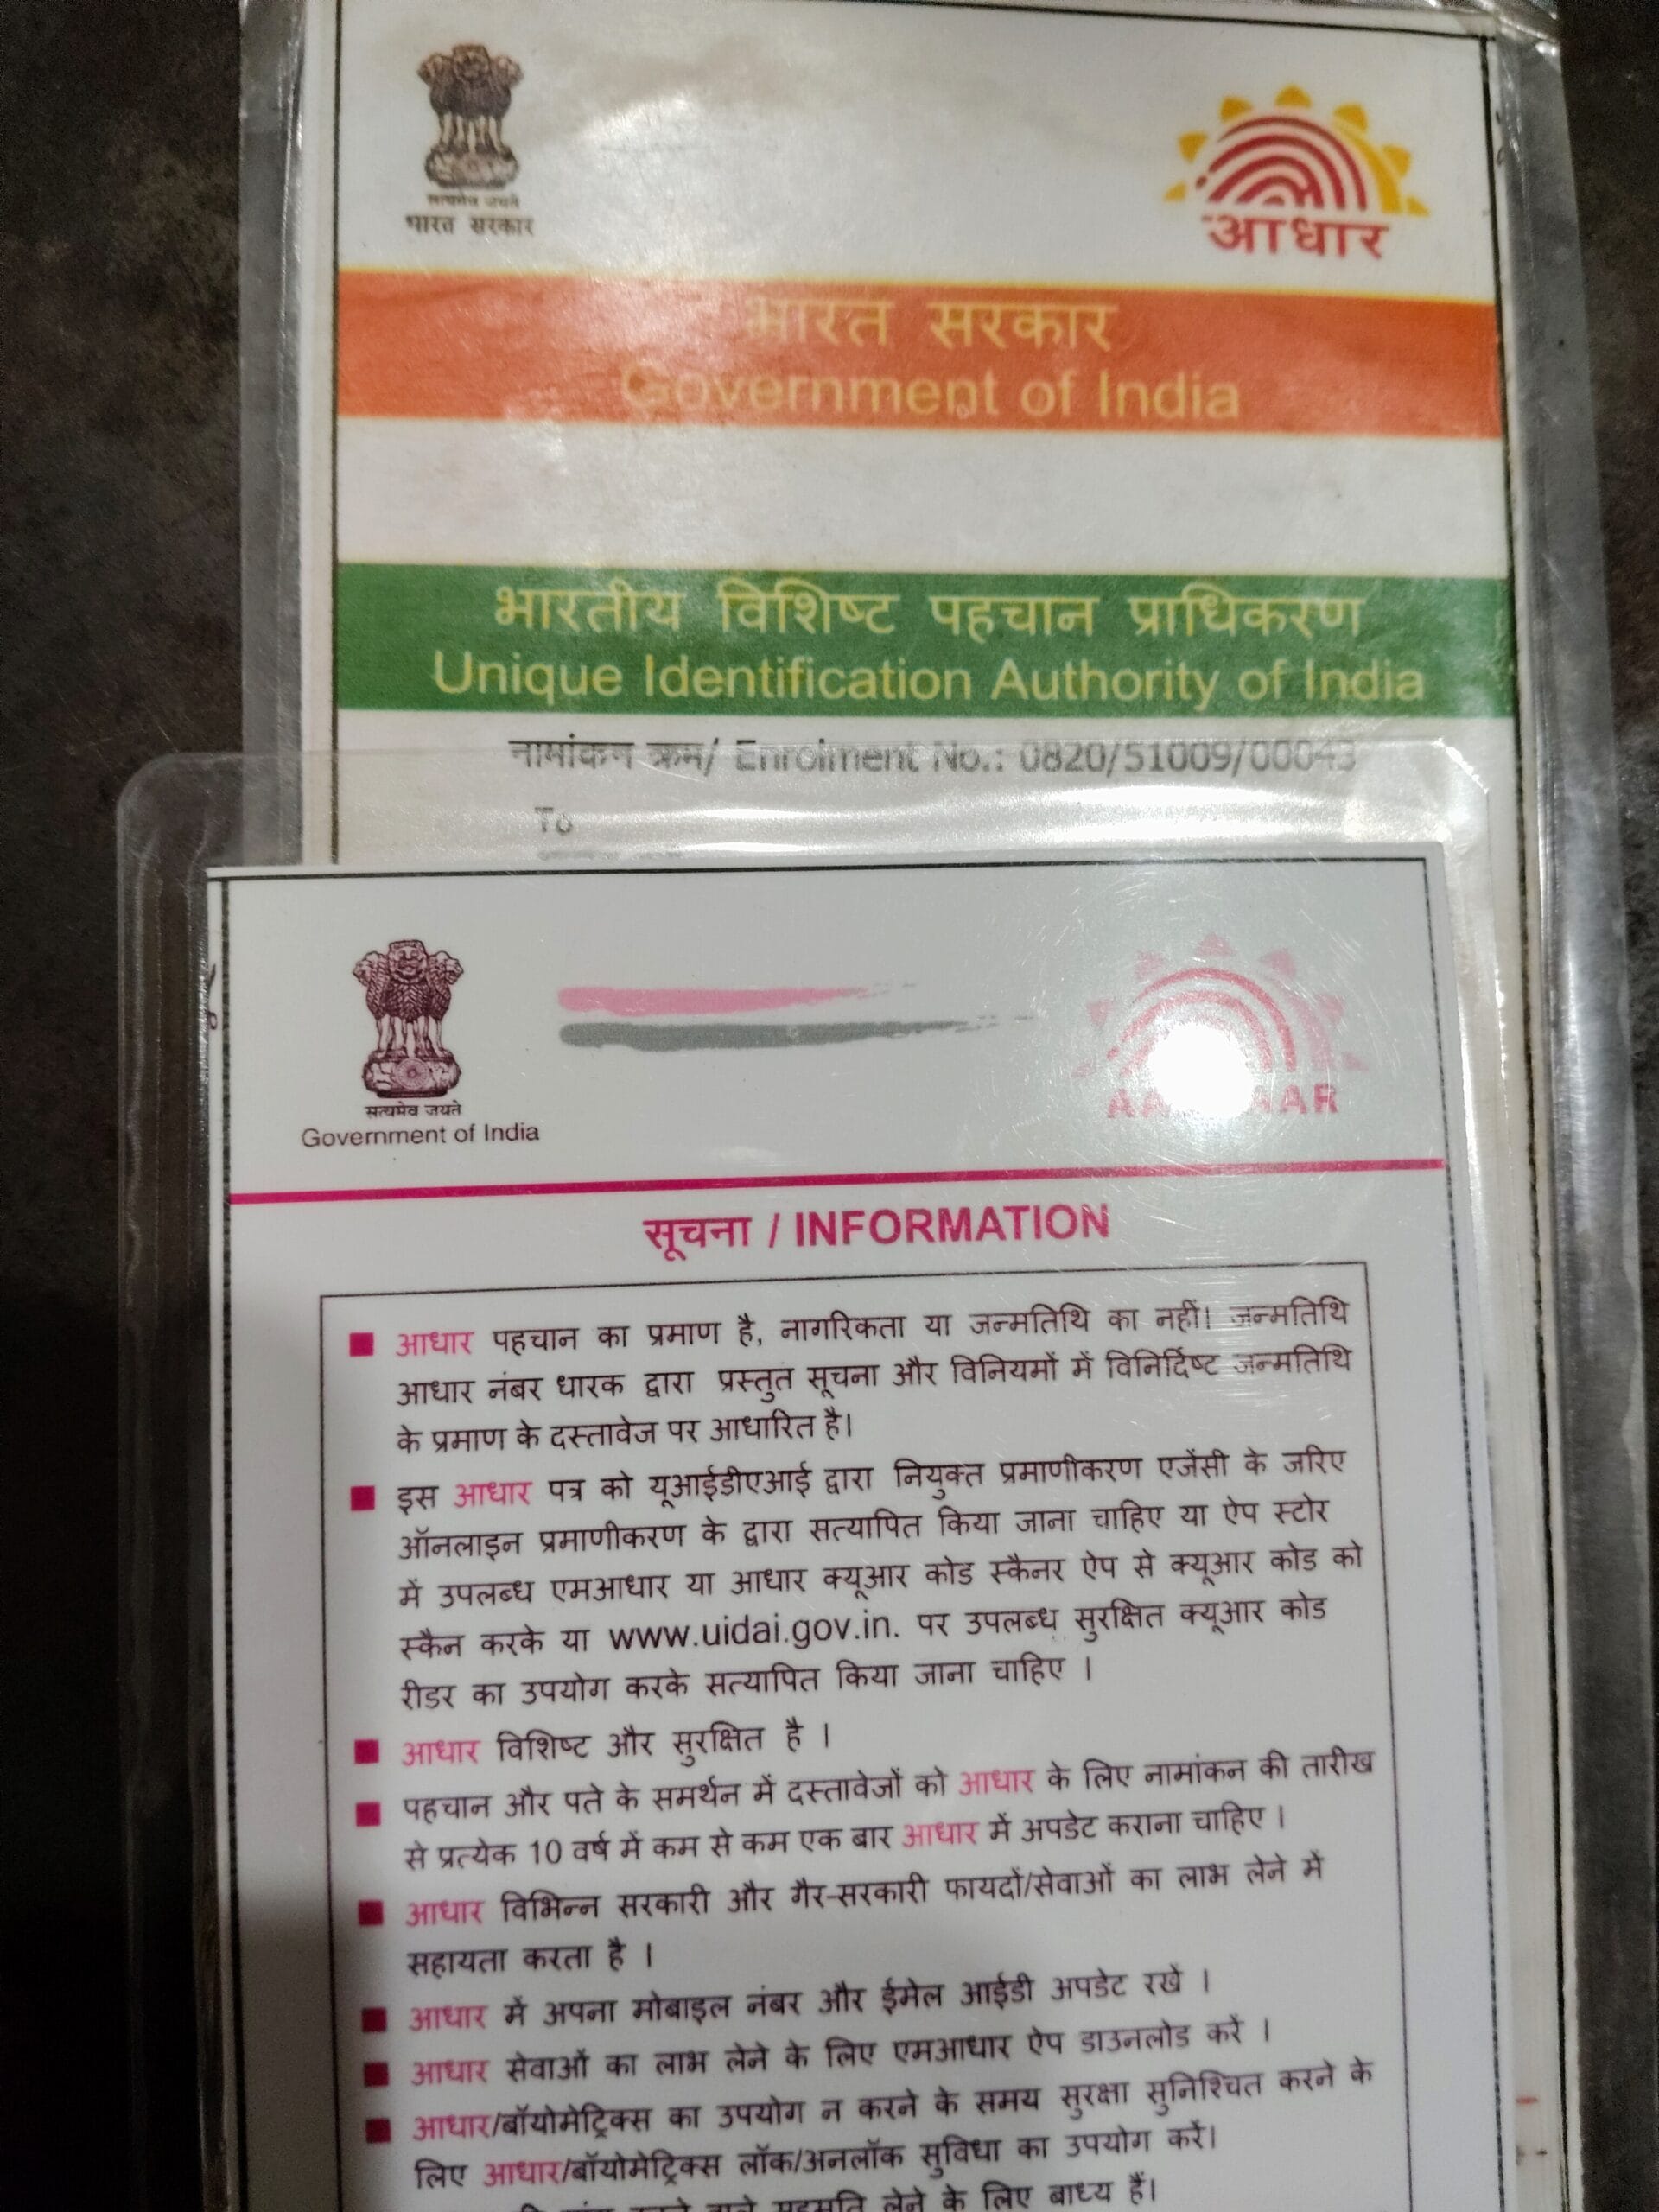 सत्यमेव जयते
भारत सरकार
आधार
भारत सरकार
Government of India
भारतीय विशिष्ट पहचान प्राधिकरण
Unique Identification Authority of India
नामांकन क्रम/ Enrolment No.: 0820/51009/00043
To
सत्यमेव जयते
Government of India
सूचना / INFORMATION
■ आधार पहचान का प्रमाण है, नागरिकता या जन्मतिथि का नहीं। जन्मतिथि
आधार नंबर धारक द्वारा प्रस्तुत सूचना और विनियमों में विनिर्दिष्ट जन्मतिथि
के प्रमाण के दस्तावेज पर आधारित है।
■ इस आधार पत्र को यूआईडीएआई द्वारा नियुक्त प्रमाणीकरण एजेंसी के जरिए
ऑनलाइन प्रमाणीकरण के द्वारा सत्यापित किया जाना चाहिए या ऐप स्टोर
में उपलब्ध एमआधार या आधार क्यूआर कोड स्कैनर ऐप से क्यूआर कोड को
स्कैन करके या www.uidai.gov.in. पर उपलब्ध सुरक्षित क्यूआर कोड
रीडर का उपयोग करके सत्यापित किया जाना चाहिए ।
■ आधार विशिष्ट और सुरक्षित है ।
■ पहचान और पते के समर्थन में दस्तावेजों को आधार के लिए नामांकन की तारीख
से प्रत्येक 10 वर्ष में कम से कम एक बार आधार में अपडेट कराना चाहिए ।
■ आधार विभिन्न सरकारी और गैर-सरकारी फायदों/सेवाओं का लाभ लेने में
सहायता करता है ।
■ आधार में अपना मोबाइल नंबर और ईमेल आईडी अपडेट रखें ।
■ आधार सेवाओं का लाभ लेने के लिए एमआधार ऐप डाउनलोड करें ।
■ आधार/बॉयोमेट्रिक्स का उपयोग न करने के समय सुरक्षा सुनिश्चित करने के
लिए आधार/बॉयोमेट्रिक्स लॉक/अनलॉक सुविधा का उपयोग करें।
वाले सहमति लेने के लिए बाध्य हैं।